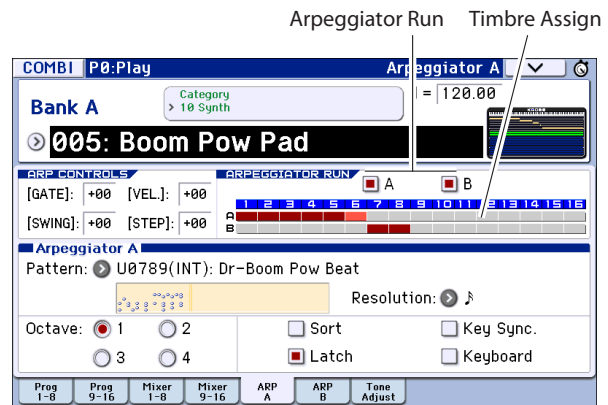 Arpeggiator Run Timbre Assign
COMBI P0:Play Arpeggiator A
Bank A
Category
> 10 Synth
= 120.00
005: Boom Pow Pad
KORG
ARP CONTROLS ARPEGGIATOR RUN
A B
[GATE]: +00 [VEL.]: +00
1 2 3 4 5 6 7 8 9 10 11 12 13 14 15 16
A
[SWING]: +00 [STEP]: +00
B
Arpeggiator A
Pattern: U0789(INT): Dr-Boom Pow Beat
Resolution:
Octave: 1 2 Sort Key Sync.
3 4 Latch Keyboard
Prog 1-8 Prog 9-16 Mixer 1-8 Mixer 9-16 ARP A ARP B Tone Adjust